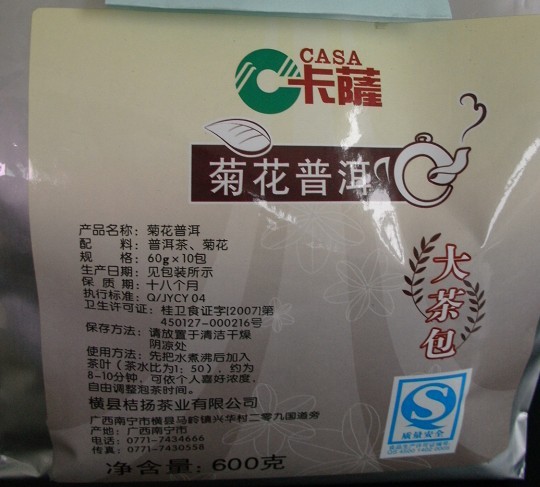 CASA
卡薩
菊花普洱
产品名称：菊花普洱
配　　料：普洱茶、菊花
规　　格：60g×10包
生产日期：见包装所示
保 质 期：十八个月
执行标准：Q/JYCY 04
卫生许可证：桂卫食证字[2007]第
450127-000216号
保存方法：请放置于清洁干燥
阴凉处
使用方法：先把水煮沸后加入
茶叶（茶水比为1：50），约为
8-10分钟，可依个人喜好浓度，
自由调整泡茶时间。
横县桔扬茶业有限公司
广西南宁市横县马岭镇兴华村二零九国道旁
产地：广西南宁市
电话：0771-7434666
传真：0771-7430558
净含量：600克
大茶包
质量安全